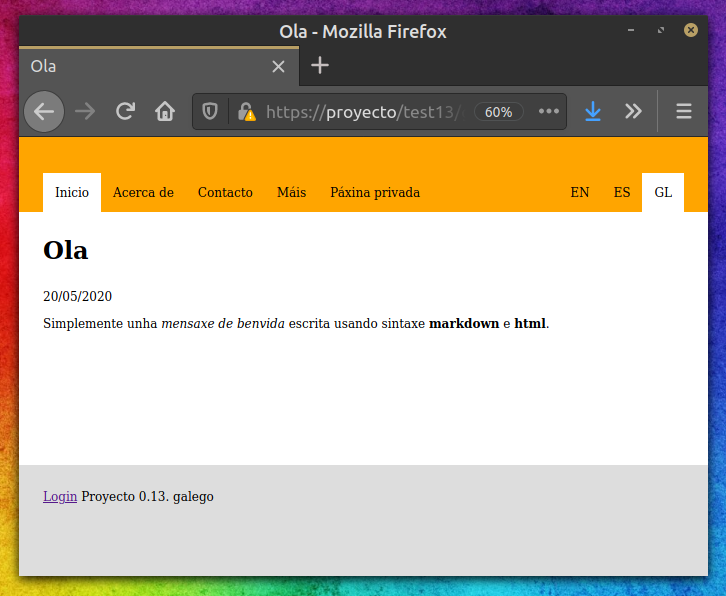 Ola - Mozilla Firefox
Ola
https://proyecto/test13/ 60%
Inicio Acerca de Contacto Máis Páxina privada EN ES GL
Ola
20/05/2020
Simplemente unha mensaxe de benvida escrita usando sintaxe markdown e html.
Login Proyecto 0.13. galego